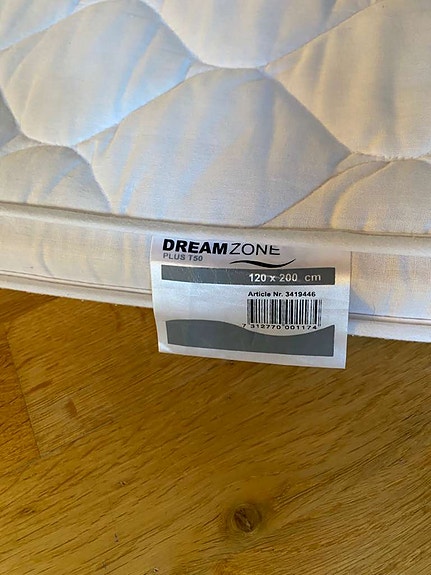 DREAMZONE
PLUS T50
120 x 200 cm
Article Nr. 3419446
7 312770 001174